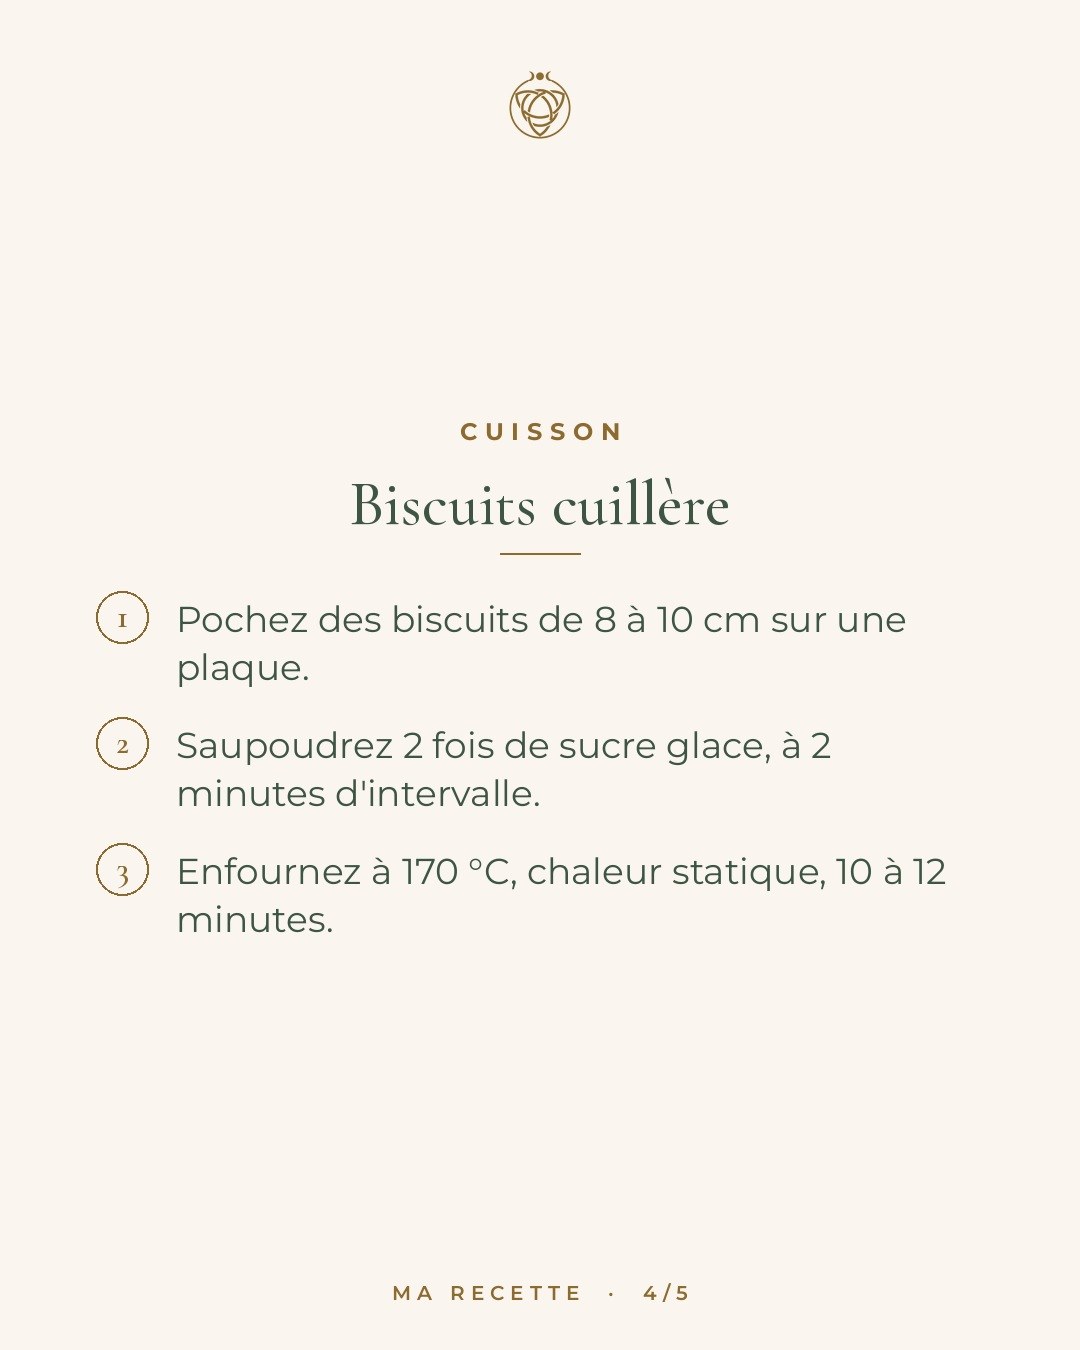 CUISSON
Biscuits cuillère
1 Pochez des biscuits de 8 à 10 cm sur une
plaque.
2 Saupoudrez 2 fois de sucre glace, à 2
minutes d'intervalle.
3 Enfournez à 170 °C, chaleur statique, 10 à 12
minutes.
MA RECETTE · 4/5